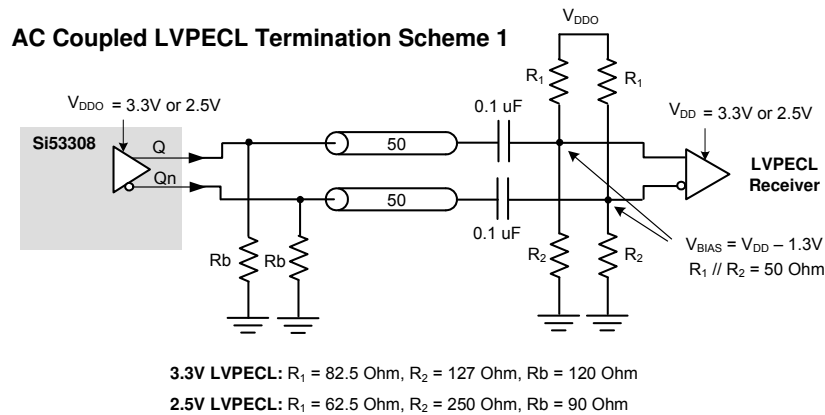 AC Coupled LVPECL Termination Scheme 1
VDDO
R1
R1
VDDO = 3.3V or 2.5V
0.1 uF
VDD = 3.3V or 2.5V
Si53308
Q
50
LVPECL
Receiver
Qn
50
0.1 uF
VBIAS = VDD – 1.3V
R1 // R2 = 50 Ohm
Rb
Rb
R2
R2
3.3V LVPECL: R1 = 82.5 Ohm, R2 = 127 Ohm, Rb = 120 Ohm
2.5V LVPECL: R1 = 62.5 Ohm, R2 = 250 Ohm, Rb = 90 Ohm